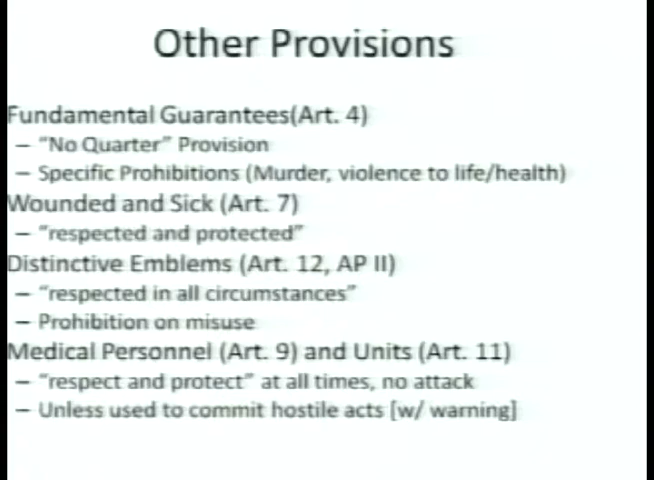 Other Provisions
Fundamental Guarantees(Art. 4)
– “No Quarter” Provision
– Specific Prohibitions (Murder, violence to life/health)
Wounded and Sick (Art. 7)
– “respected and protected”
Distinctive Emblems (Art. 12, AP II)
– “respected in all circumstances”
– Prohibition on misuse
Medical Personnel (Art. 9) and Units (Art. 11)
– “respect and protect” at all times, no attack
– Unless used to commit hostile acts [w/ warning]